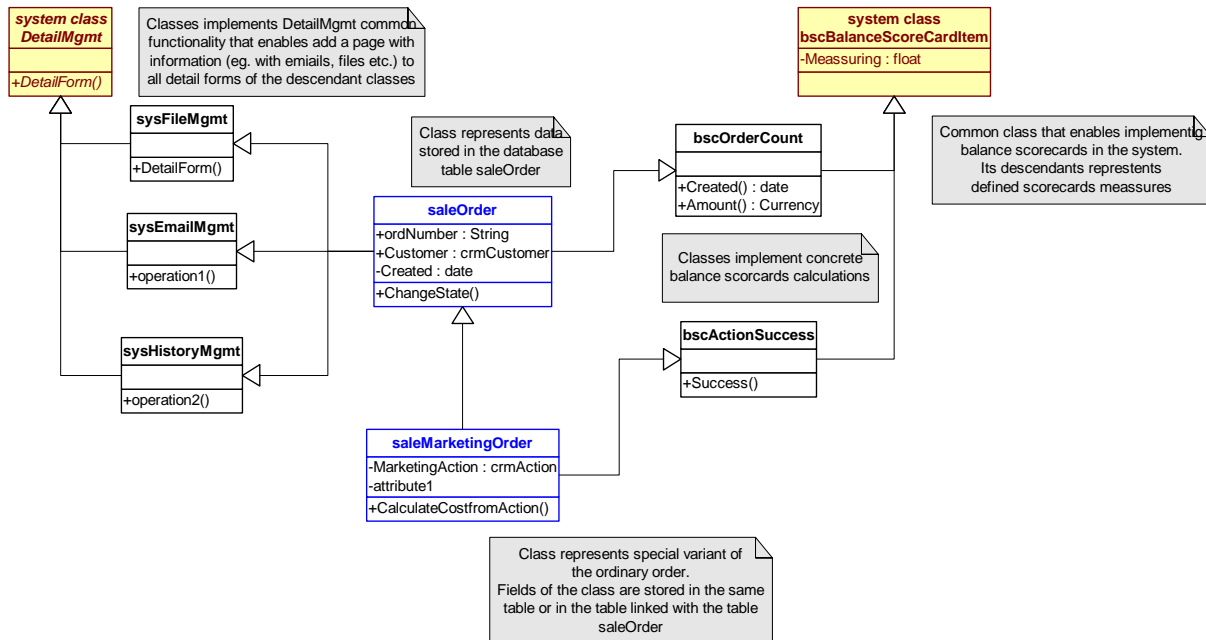 system class
DetailMgmt
+DetailForm()
Classes implements DetailMgmt common
functionality that enables add a page with
information (eg. with emiails, files etc.) to
all detail forms of the descendant classes
system class
bscBalanceScoreCardItem
-Meassuring : float
sysFileMgmt
+DetailForm()
Class represents data
stored in the database
table saleOrder
bscOrderCount
+Created() : date
+Amount() : Currency
Common class that enables implementig
balance scorecards in the system.
Its descendants represtents
defined scorecards meassures
sysEmailMgmt
+operation1()
saleOrder
+ordNumber : String
+Customer : crmCustomer
-Created : date
+ChangeState()
Classes implement concrete
balance scorcards calculations
sysHistoryMgmt
+operation2()
bscActionSuccess
+Success()
saleMarketingOrder
-MarketingAction : crmAction
-attribute1
+CalculateCostfromAction()
Class represents special variant of
the ordinary order.
Fields of the class are stored in the same
table or in the table linked with the table
saleOrder